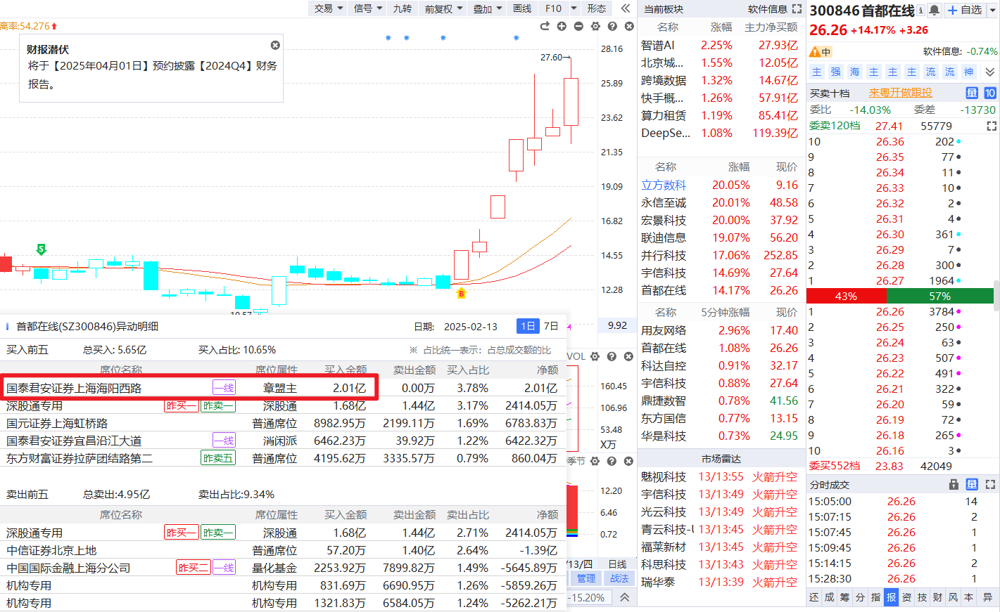 交易 信号 九转 前复权 叠加 画线 F10 形态
离率:54.276
财报潜伏
将于【2025年04月01日】预约披露【2024Q4】财务
报告。
27.60
28.16
25.89
23.62
21.35
19.09
16.82
14.55
12.28
9.92
S
B
首都在线(SZ300846)异动明细 日期: 2025-02-13 1日 7日
买入前五 总买入: 5.65亿 买入占比: 10.65% ※ 占比统一表示: 占总成交额的比
席位名称 席位属性 买入金额 卖出金额 买入占比 净额
国泰君安证券上海海阳西路 一线 章盟主 2.01亿 0.00万 3.78% 2.01亿
深股通专用 昨买一 昨卖一 深股通 1.68亿 1.44亿 3.17% 2414.05万
国元证券上海虹桥路 普通席位 8982.95万 2199.11万 1.69% 6783.83万
国泰君安证券宜昌沿江大道 一线 消闲派 6462.23万 39.92万 1.22% 6422.32万
东方财富证券拉萨团结路第二 昨卖五 普通席位 4195.62万 3335.57万 0.79% 860.04万
卖出前五 总卖出:4.95亿 卖出占比:9.34%
席位名称 席位属性 买入金额 卖出金额 卖出占比 净额
深股通专用 昨买一 昨卖一 深股通 1.68亿 1.44亿 2.71% 2414.05万
中信证券北京上地 普通席位 57.20万 1.40亿 2.64% -1.39亿
中国国际金融上海分公司 昨买二 一线 量化基金 2253.92万 7899.82万 1.49% -5645.89万
机构专用 机构专用 831.69万 6690.95万 1.26% -5859.26万
机构专用 机构专用 1321.83万 6584.05万 1.24% -5262.21万
VOL
160.45
106.96
53.48
X万
季节
12.20
6.46
0.72
/13/四 日线
管理 战法
-15.20%
当前板块 软件信息
名称 涨幅 主力净买额
智谱AI 2.25% 27.93亿
北京城... 1.55% 12.05亿
跨境数据 1.32% 14.67亿
快手概... 1.26% 57.91亿
算力租赁 1.19% 85.41亿
DeepSe... 1.08% 119.39亿
名称 涨幅 现价
立方数科 20.05% 9.16
永信至诚 20.01% 48.58
宏景科技 20.00% 37.92
联迪信息 19.07% 56.20
并行科技 17.06% 252.85
宇信科技 14.69% 27.64
首都在线 14.17% 26.26
名称 5分钟涨幅 现价
用友网络 2.96% 17.40
首都在线 1.08% 26.26
科达自控 0.91% 32.17
宇信科技 0.88% 27.64
鼎捷数智 0.78% 41.56
东方国信 0.77% 13.15
华是科技 0.73% 24.95
市场雷达
魅视科技 13/13:55 火箭升空
宇信科技 13/13:49 火箭升空
光云科技 13/13:49 火箭升空
青云科技-U 13/13:45 火箭升空
福莱新材 13/13:45 火箭升空
科思科技 13/13:43 火箭升空
瑞华泰 13/13:39 火箭升空
300846 首都在线 i 自选
26.26 +14.17% +3.26
中 软件信息: -0.74%
主 强 海 主 主 主 流 流 神
买卖十档 来粤开做跟投 量 10
委比 -14.03% 委差 -13730
委卖120档 27.41 55779
10 26.36 202
9 26.35 77
8 26.34 11
7 26.33 10
6 26.32 2
5 26.31 4
4 26.30 361
3 26.29 7
2 26.28 300
1 26.27 1964
43% 57%
1 26.26 3784
2 26.25 250
3 26.24 63
4 26.23 507
5 26.22 491
6 26.21 322
7 26.20 59
8 26.19 72
9 26.18 265
10 26.16 3
委买552档 23.83 42049
分时成交 量
15:05:00 26.26 14
15:07:15 26.26 2
15:07:45 26.26 1
15:09:45 26.26 1
15:14:15 26.26 2
15:28:30 26.26 1
还 成 筹 分 指 报 资 技 财 风 本 异